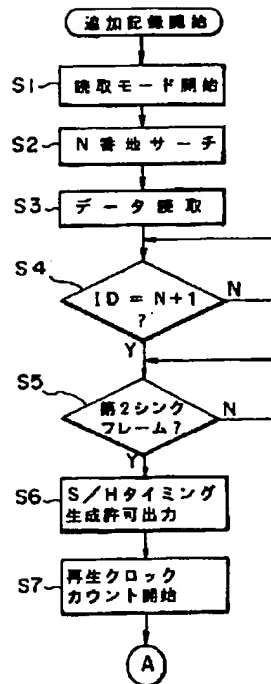 追加記録開始
S1
読取モード開始
S2
N番地サーチ
S3
データ読取
S4
ID=N+1
?
N
Y
S5
第2シンク
フレーム?
N
Y
S6
S/Hタイミング
生成許可出力
S7
再生クロック
カウント開始
A